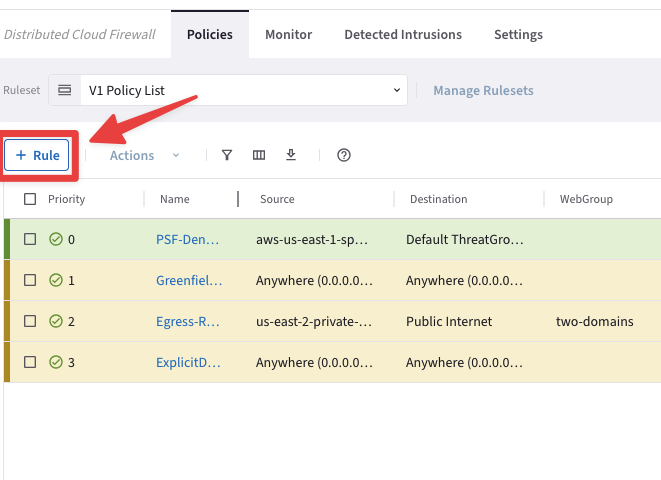 Distributed Cloud Firewall Policies Monitor Detected Intrusions Settings
Ruleset V1 Policy List Manage Rulesets
+ Rule Actions
Priority Name Source Destination WebGroup
0 PSF-Den... aws-us-east-1-sp... Default ThreatGro...
1 Greenfiel... Anywhere (0.0.0.0... Anywhere (0.0.0.0...
2 Egress-R... us-east-2-private-... Public Internet two-domains
3 ExplicitD... Anywhere (0.0.0.0... Anywhere (0.0.0.0...